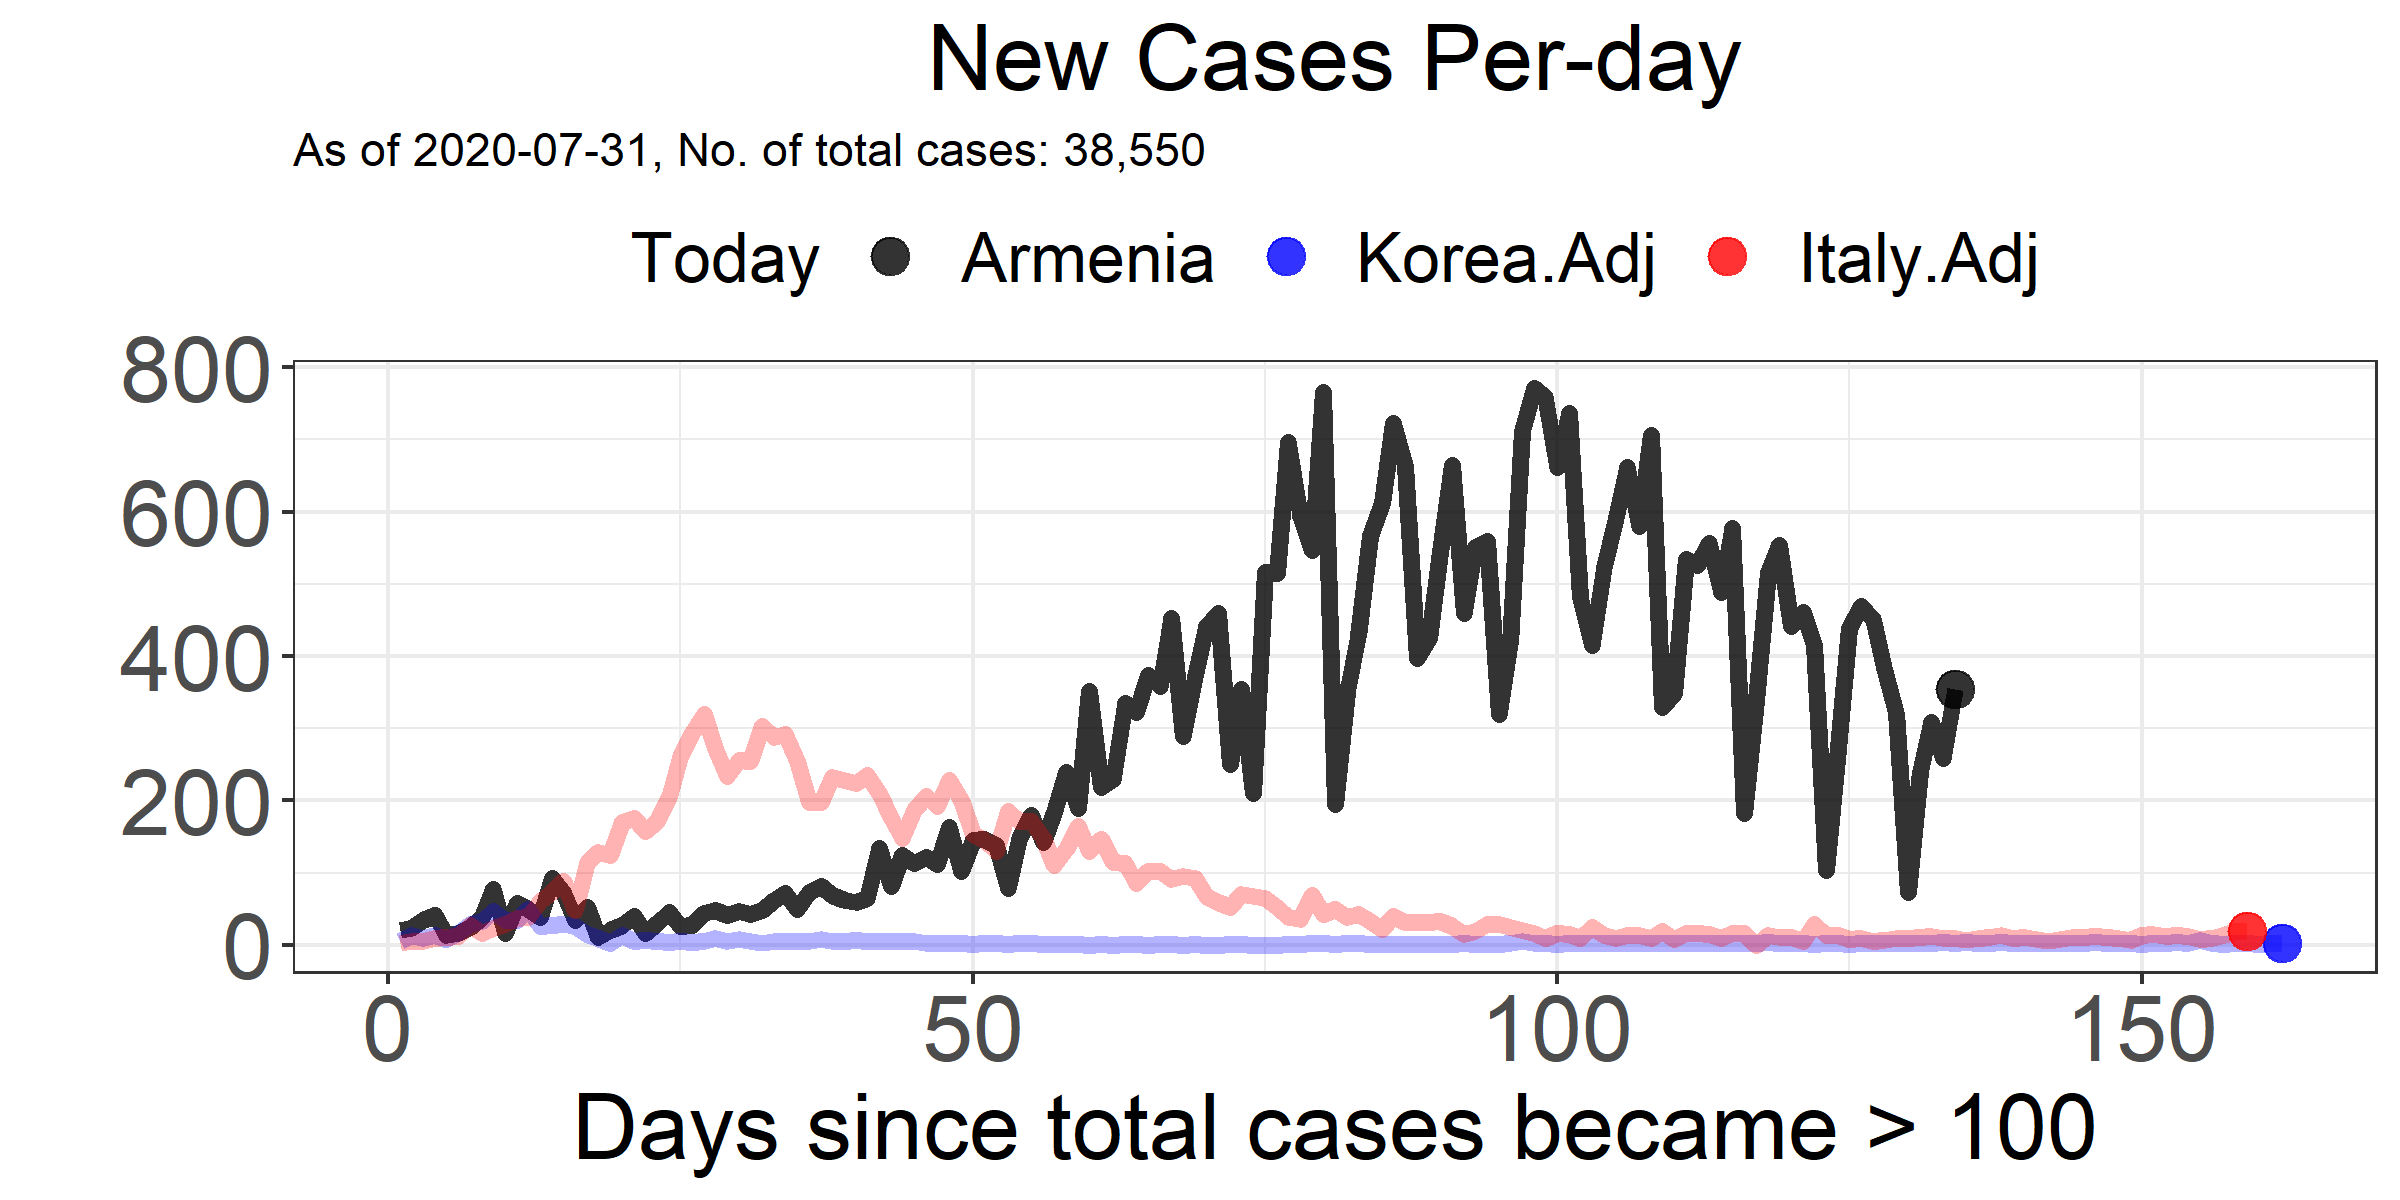 New Cases Per-day
As of 2020-07-31, No. of total cases: 38,550
Today Armenia Korea.Adj Italy.Adj
800
600
400
200
0
0 50 100 150
Days since total cases became > 100